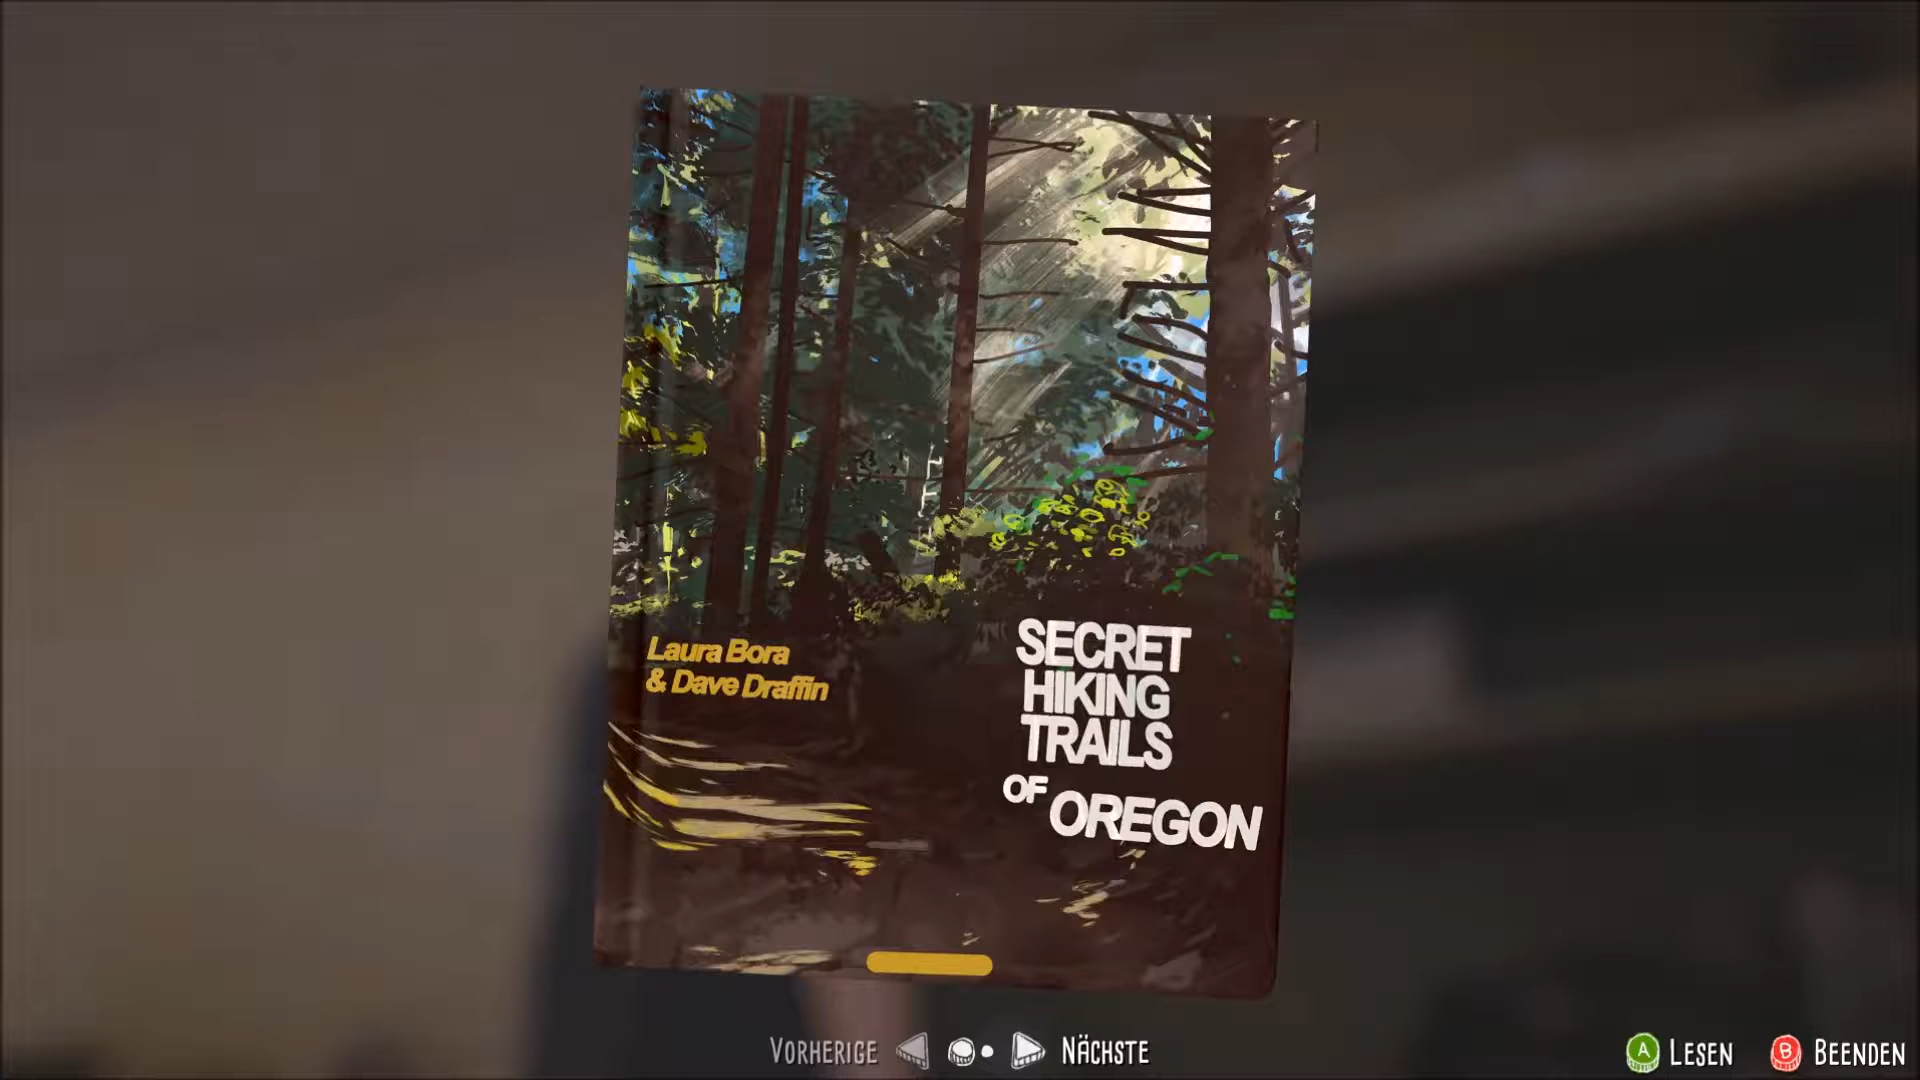 Laura Bora
& Dave Draffin
SECRET
HIKING
TRAILS
OF OREGON
VORHERIGE
NÄCHSTE
A LESEN
B BEENDEN